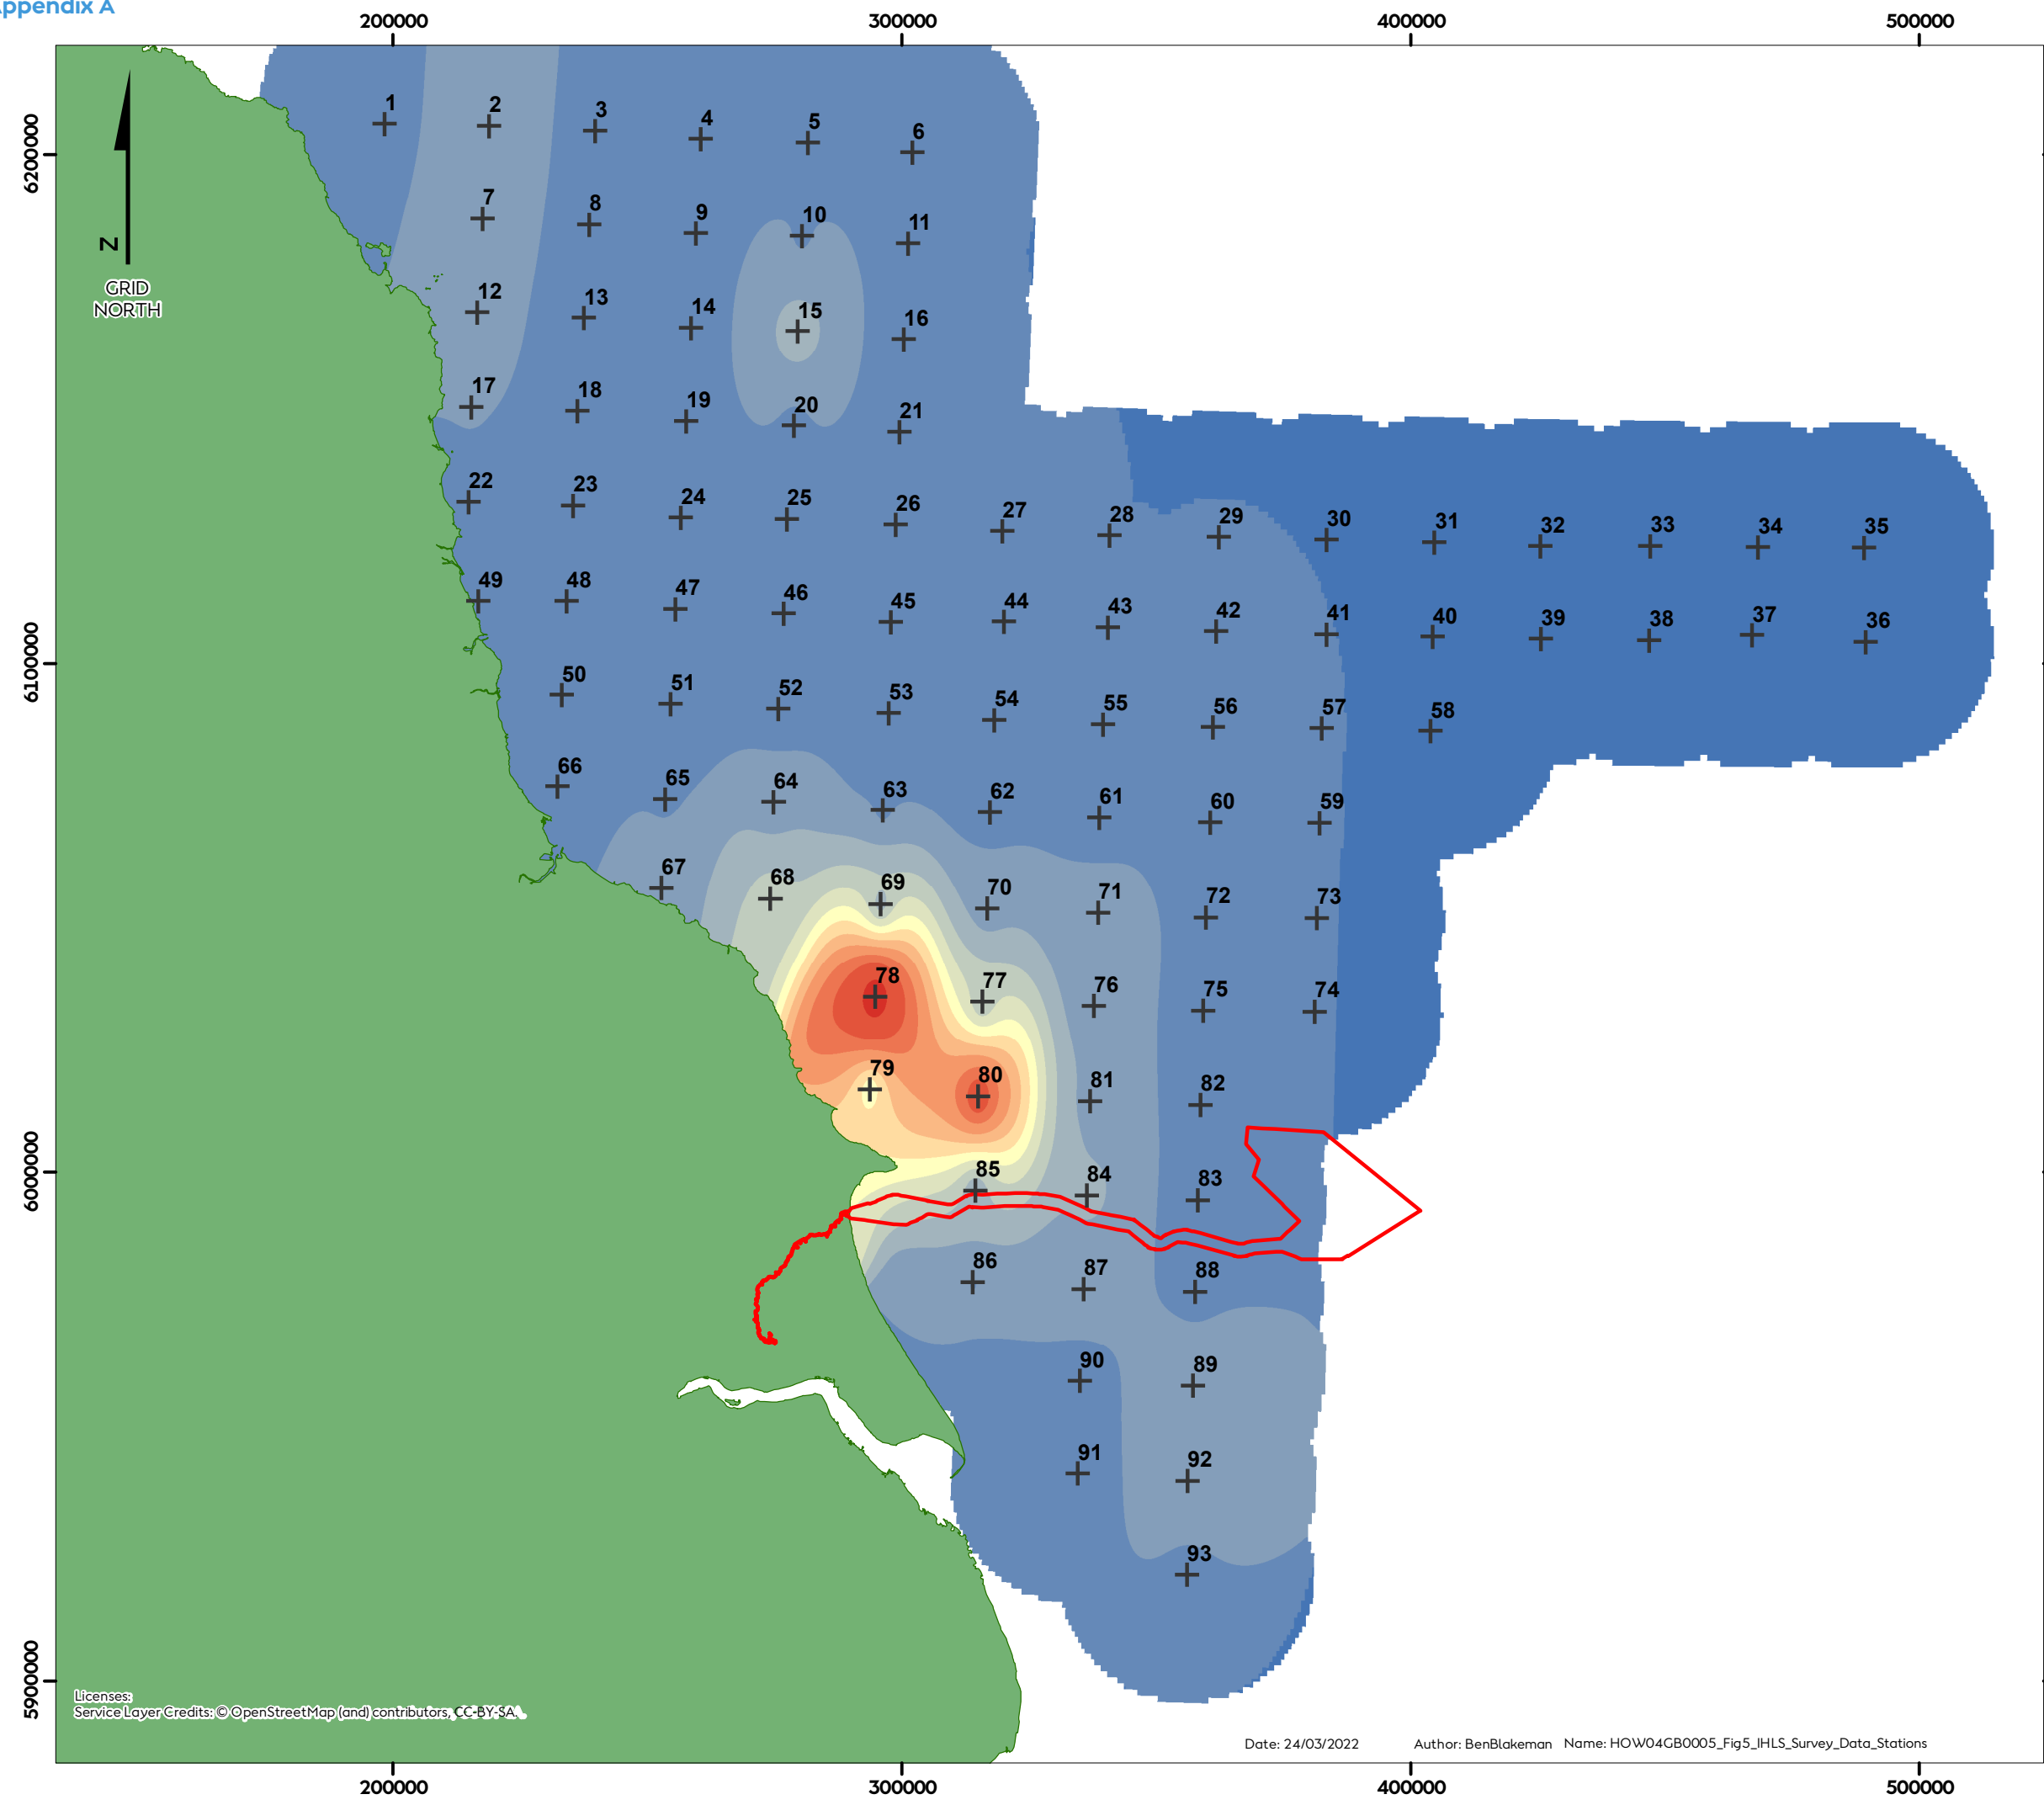 Appendix A
200000 300000 400000 500000
1 2 3 4 5 6
6200000
7 8 9 10 11
N
GRID
NORTH
12 13 14 15 16
17 18 19 20 21
22 23 24 25 26 27 28 29 30 31 32 33 34 35
49 48 47 46 45 44 43 42 41 40 39 38 37 36
6100000
50 51 52 53 54 55 56 57 58
66 65 64 63 62 61 60 59
67 68 69 70 71 72 73
78 77 76 75 74
79 80 81 82
6000000
85 84 83
86 87 88
90 89
91 92
93
5900000
Licenses:
Service Layer Credits: © OpenStreetMap (and) contributors, CC-BY-SA.
Date: 24/03/2022 Author: BenBlakeman Name: HOW04GB0005_Fig5_IHLS_Survey_Data_Stations
200000 300000 400000 500000